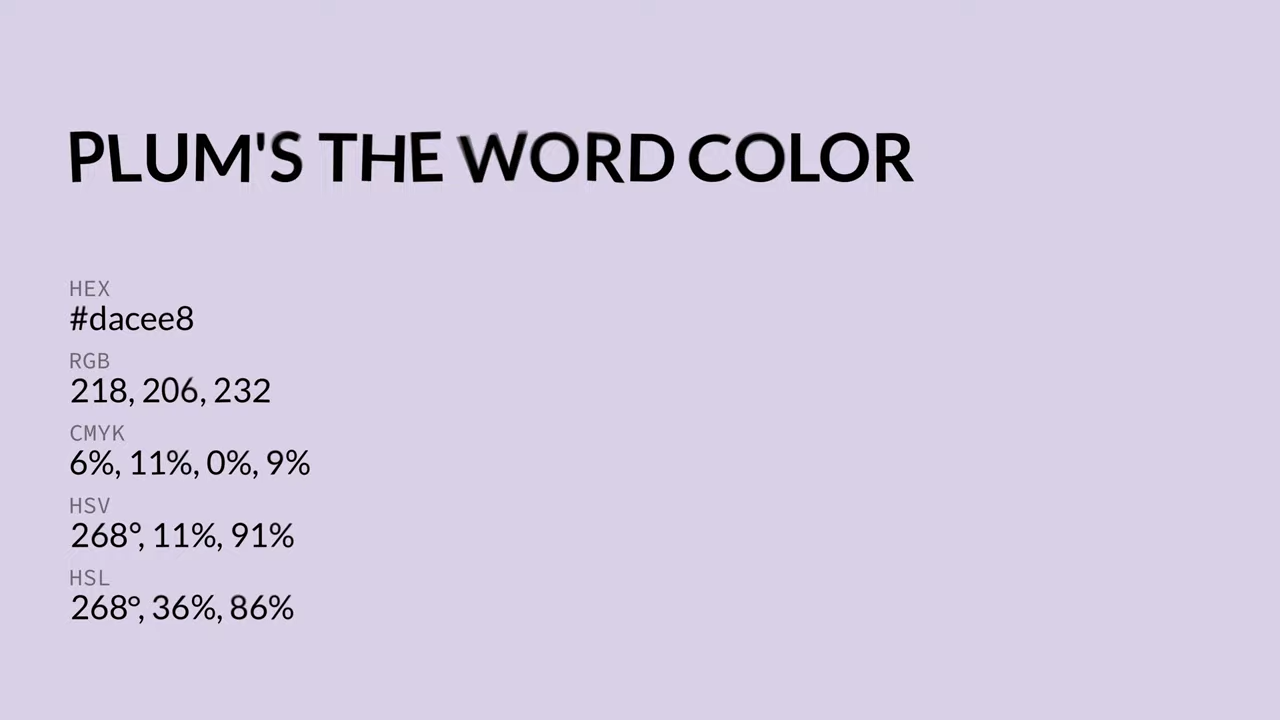 PLUM'S THE WORD COLOR
HEX
#dacee8
RGB
218, 206, 232
CMYK
6%, 11%, 0%, 9%
HSV
268°, 11%, 91%
HSL
268°, 36%, 86%